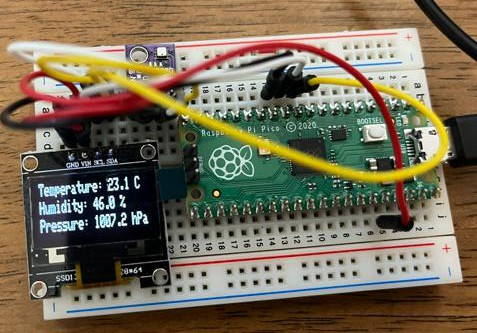 Raspberry Pi Pico © 2020
BOOTSEL
GND VIN SCL SDA
Temperature: 23.1 C
Humidity: 46.0 %
Pressure: 1007.2 hPa